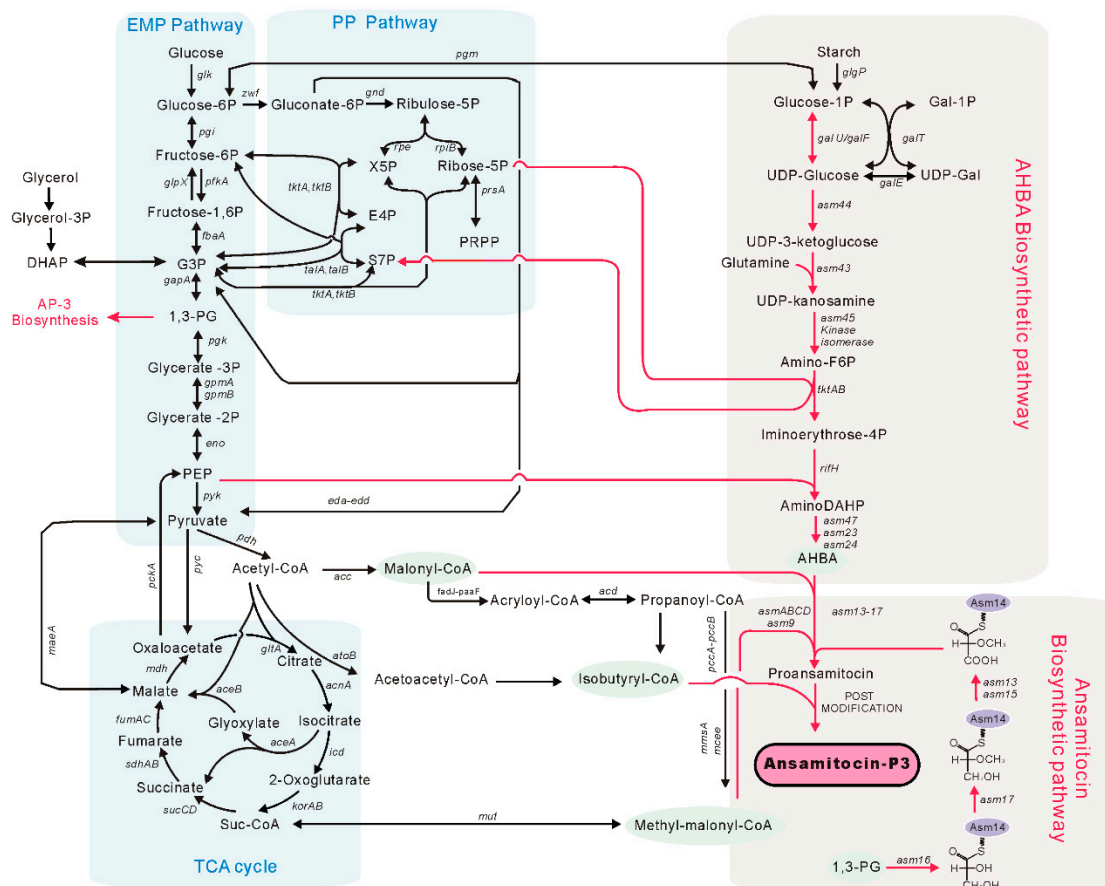 EMP Pathway
PP Pathway
Glucose
glk
Glucose-6P
zwf
Gluconate-6P
gnd
Ribulose-5P
pgm
pgi
Fructose-6P
glpX
pfkA
Fructose-1,6P
fbaA
G3P
gapA
1,3-PG
pgk
Glycerate -3P
gpmA
gpmB
Glycerate -2P
eno
PEP
pyk
Pyruvate
Glycerol
Glycerol-3P
DHAP
AP-3
Biosynthesis
rpe
rpiB
X5P
Ribose-5P
tktA,tktB
prsA
E4P
PRPP
talA,talB
S7P
tktA,tktB
eda-edd
pdh
pyc
pckA
maeA
Acetyl-CoA
acc
Malonyl-CoA
fadJ-paaF
Acryloyl-CoA
acd
Propanoyl-CoA
pccA-pccB
Oxaloacetate
gltA
Citrate
atoB
mdh
acnA
Acetoacetyl-CoA
Isobutyryl-CoA
Malate
aceB
Isocitrate
fumAC
Glyoxylate
aceA
icd
Fumarate
sdhAB
2-Oxoglutarate
Succinate
sucCD
korAB
Suc-CoA
mut
mmsA
mcee
Methyl-malonyl-CoA
TCA cycle
Starch
glgP
Glucose-1P
Gal-1P
galU/galF
galT
UDP-Glucose
galE
UDP-Gal
asm44
UDP-3-ketoglucose
Glutamine
asm43
UDP-kanosamine
asm45
Kinase
isomerase
Amino-F6P
tktAB
Iminoerythrose-4P
rifH
AminoDAHP
asm47
asm23
asm24
AHBA
AHBA Biosynthetic pathway
asmABCD
asm9
asm13-17
Proansamitocin
POST
MODIFICATION
Ansamitocin-P3
Asm14
S
O
H
OCH₃
COOH
asm13
asm15
Asm14
S
O
H
OCH₃
CH₂OH
asm17
Asm14
S
O
H
OH
CH₂OH
1,3-PG
asm16
Ansamitocin
Biosynthetic pathway